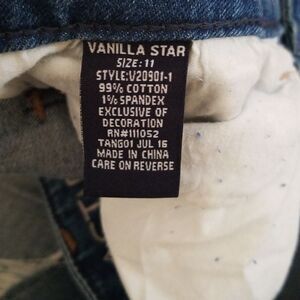 VANILLA STAR
SIZE: 11
STYLE:V20901-1
99% COTTON
1% SPANDEX
EXCLUSIVE OF
DECORATION
RN#111052
TANGO1 JUL 16
MADE IN CHINA
CARE ON REVERSE